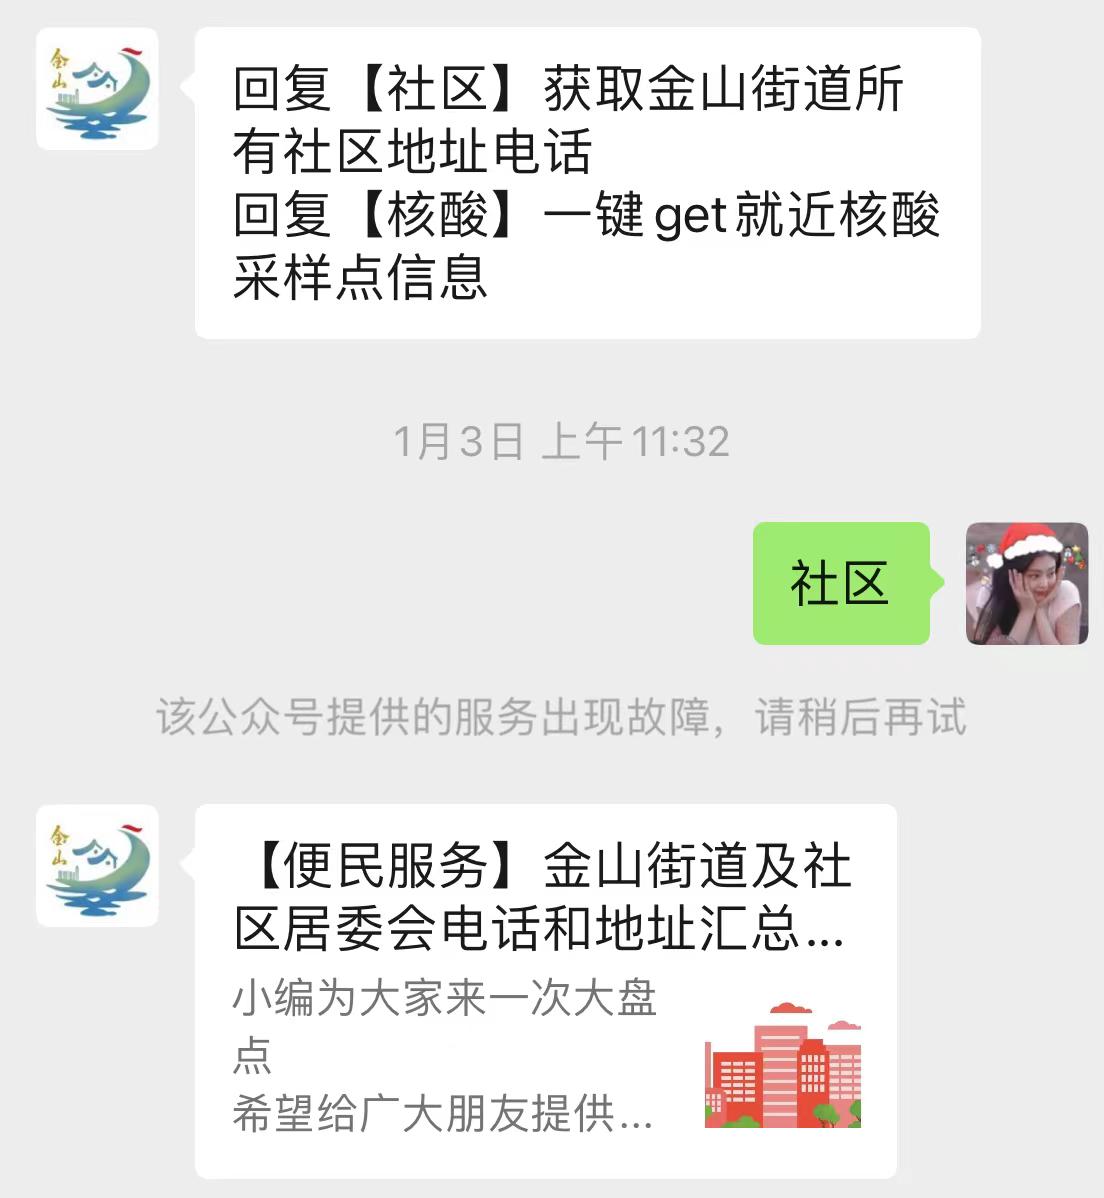 金山
回复【社区】获取金山街道所
有社区地址电话
回复【核酸】一键get就近核酸
采样点信息
1月3日 上午11:32
社区
该公众号提供的服务出现故障，请稍后再试
金山
【便民服务】金山街道及社
区居委会电话和地址汇总...
小编为大家来一次大盘
点
希望给广大朋友提供...